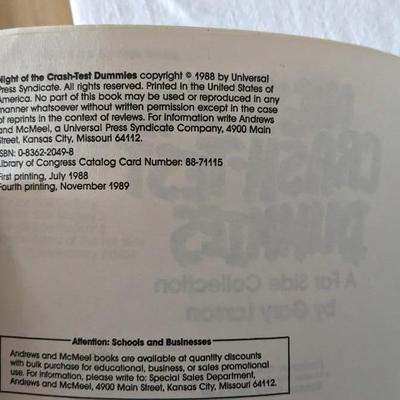 Night of the Crash-Test Dummies copyright © 1988 by Universal
Press Syndicate. All rights reserved. Printed in the United States of
America. No part of this book may be used or reproduced in any
manner whatsoever without written permission except in the case
of reprints in the context of reviews. For information write Andrews
and McMeel, a Universal Press Syndicate Company, 4900 Main
Street, Kansas City, Missouri 64112.
ISBN: 0-8362-2049-8
Library of Congress Catalog Card Number: 88-71115
First printing, July 1988
Fourth printing, November 1989
A Far Side Collection
by Gary Larson
Attention: Schools and Businesses
Andrews and McMeel books are available at quantity discounts
with bulk purchase for educational, business, or sales promotional
use. For information, please write to: Special Sales Department,
Andrews and McMeel, 4900 Main Street, Kansas City, Missouri 64112.